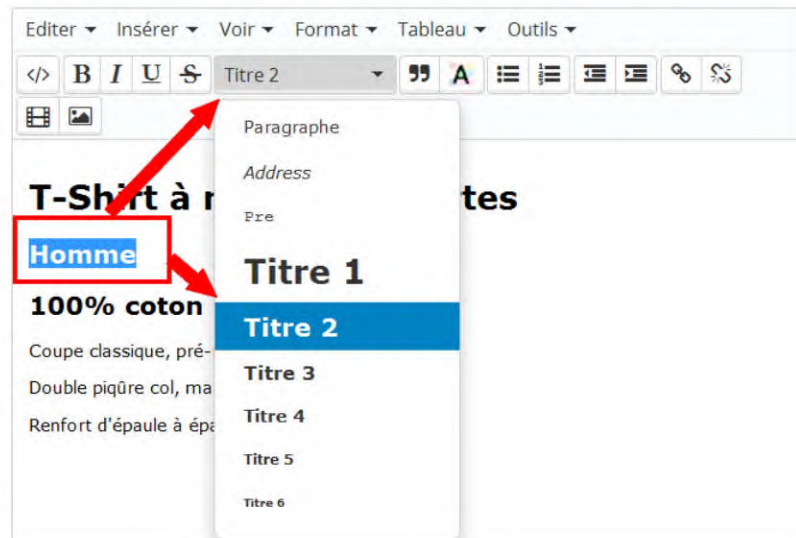 Editer Insérer Voir Format Tableau Outils
</> B I U S Titre 2 A
Paragraphe
Address
T-Shirt à tes
Pre
Homme
Titre 1
100% coton
Titre 2
Coupe classique, pré-
Titre 3
Double piqûre col, ma
Titre 4
Renfort d'épaule à épa
Titre 5
Titre 6